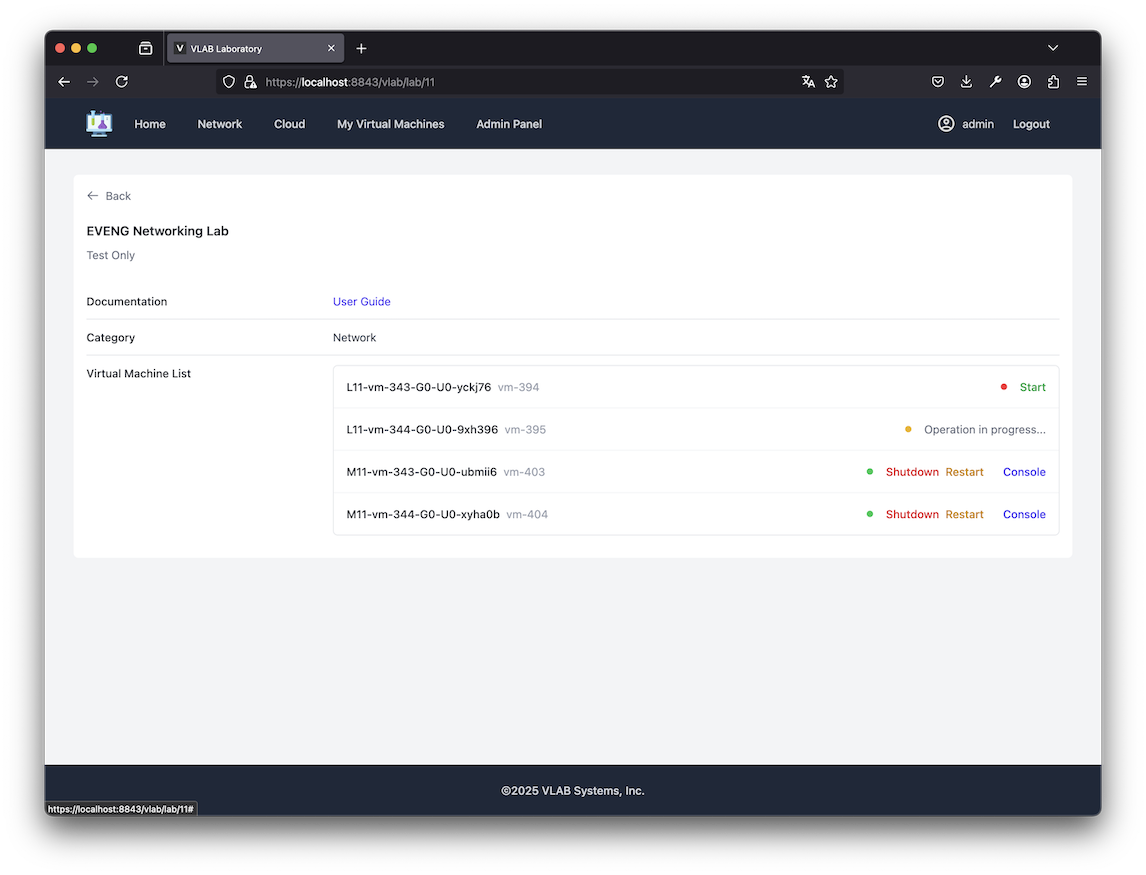 V VLAB Laboratory
https://localhost:8843/vlab/lab/11
Home Network Cloud My Virtual Machines Admin Panel admin Logout
Back
EVENG Networking Lab
Test Only
Documentation User Guide
Category Network
Virtual Machine List
L11-vm-343-G0-U0-yckj76 vm-394 Start
L11-vm-344-G0-U0-9xh396 vm-395 Operation in progress...
M11-vm-343-G0-U0-ubmii6 vm-403 Shutdown Restart Console
M11-vm-344-G0-U0-xyha0b vm-404 Shutdown Restart Console
©2025 VLAB Systems, Inc.
https://localhost:8843/vlab/lab/11#